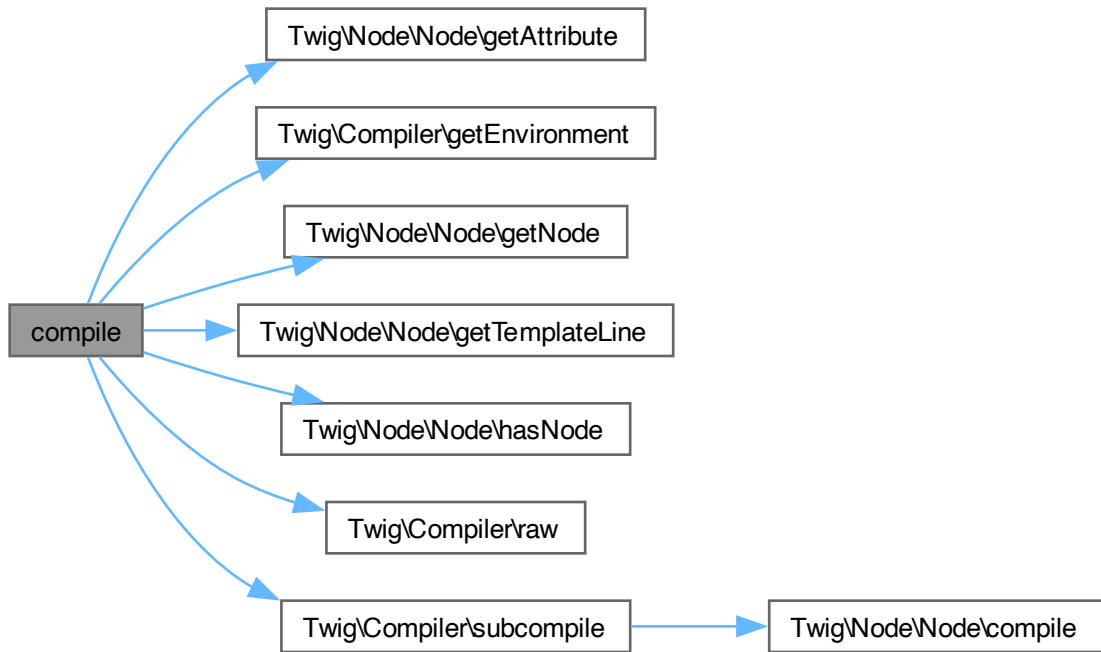 Twig\Node\Node\getAttribute
Twig\Compiler\getEnvironment
Twig\Node\Node\getNode
compile
Twig\Node\Node\getTemplateLine
Twig\Node\Node\hasNode
Twig\Compiler\raw
Twig\Compiler\subcompile
Twig\Node\Node\compile